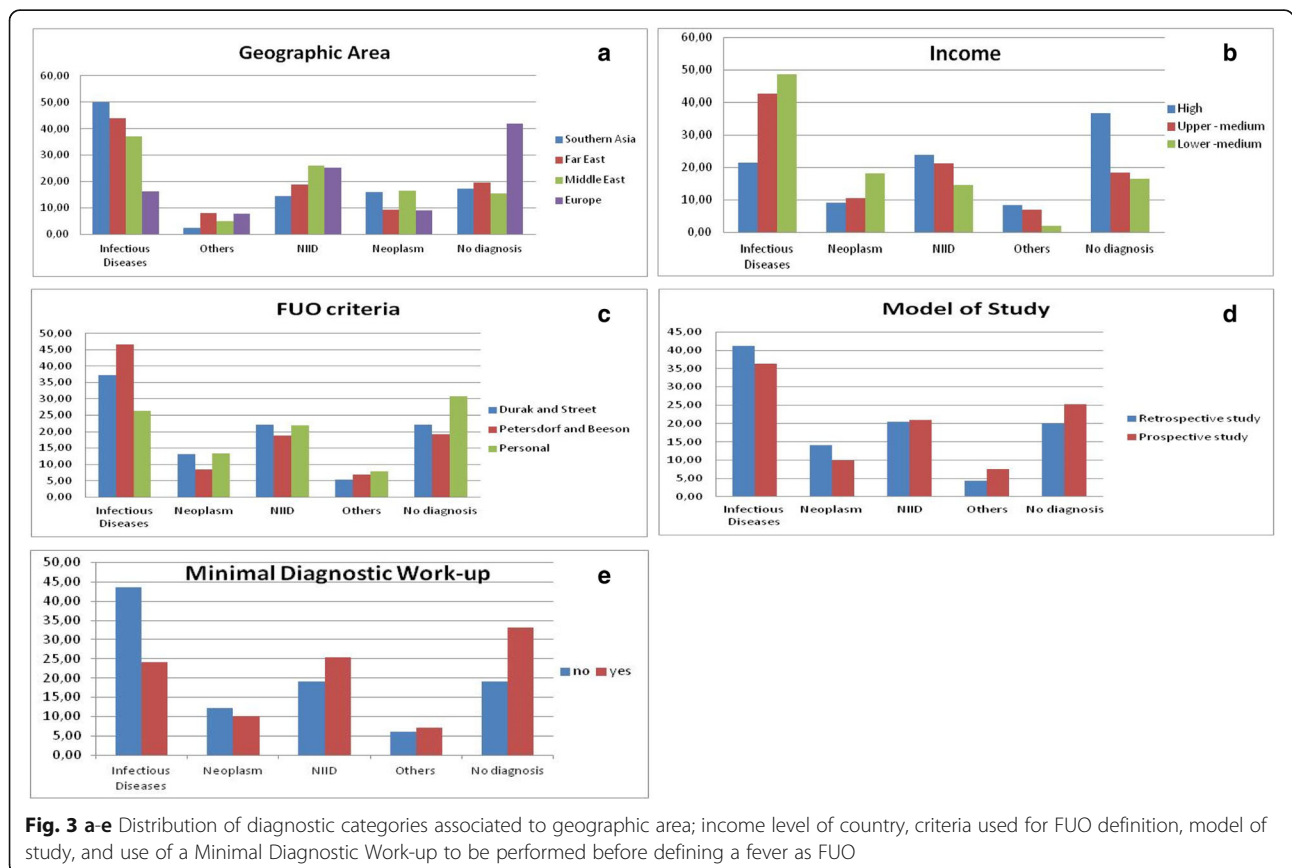 Geographic Area
a
60,00
50,00
40,00
30,00
20,00
10,00
0,00
Infectious
Diseases
Others
NIID
Neoplasm
No diagnosis
Southern Asia
Far East
Middle East
Europe
Income
b
60,00
50,00
40,00
30,00
20,00
10,00
0,00
Infectious
Diseases
Neoplasm
NIID
Others
No diagnosis
High
Upper - medium
Lower -medium
FUO criteria
c
50,00
45,00
40,00
35,00
30,00
25,00
20,00
15,00
10,00
5,00
0,00
Infectious
Diseases
Neoplasm
NIID
Others
No diagnosis
Durak and Street
Petersdorf and Beeson
Personal
Model of Study
d
45,00
40,00
35,00
30,00
25,00
20,00
15,00
10,00
5,00
0,00
Infectious
Diseases
Neoplasm
NIID
Others
No diagnosis
Retrospective study
Prospective study
Minimal Diagnostic Work-up
e
50,00
45,00
40,00
35,00
30,00
25,00
20,00
15,00
10,00
5,00
0,00
Infectious
Diseases
Neoplasm
NIID
Others
No diagnosis
no
yes
Fig. 3 a-e Distribution of diagnostic categories associated to geographic area; income level of country, criteria used for FUO definition, model of
study, and use of a Minimal Diagnostic Work-up to be performed before defining a fever as FUO